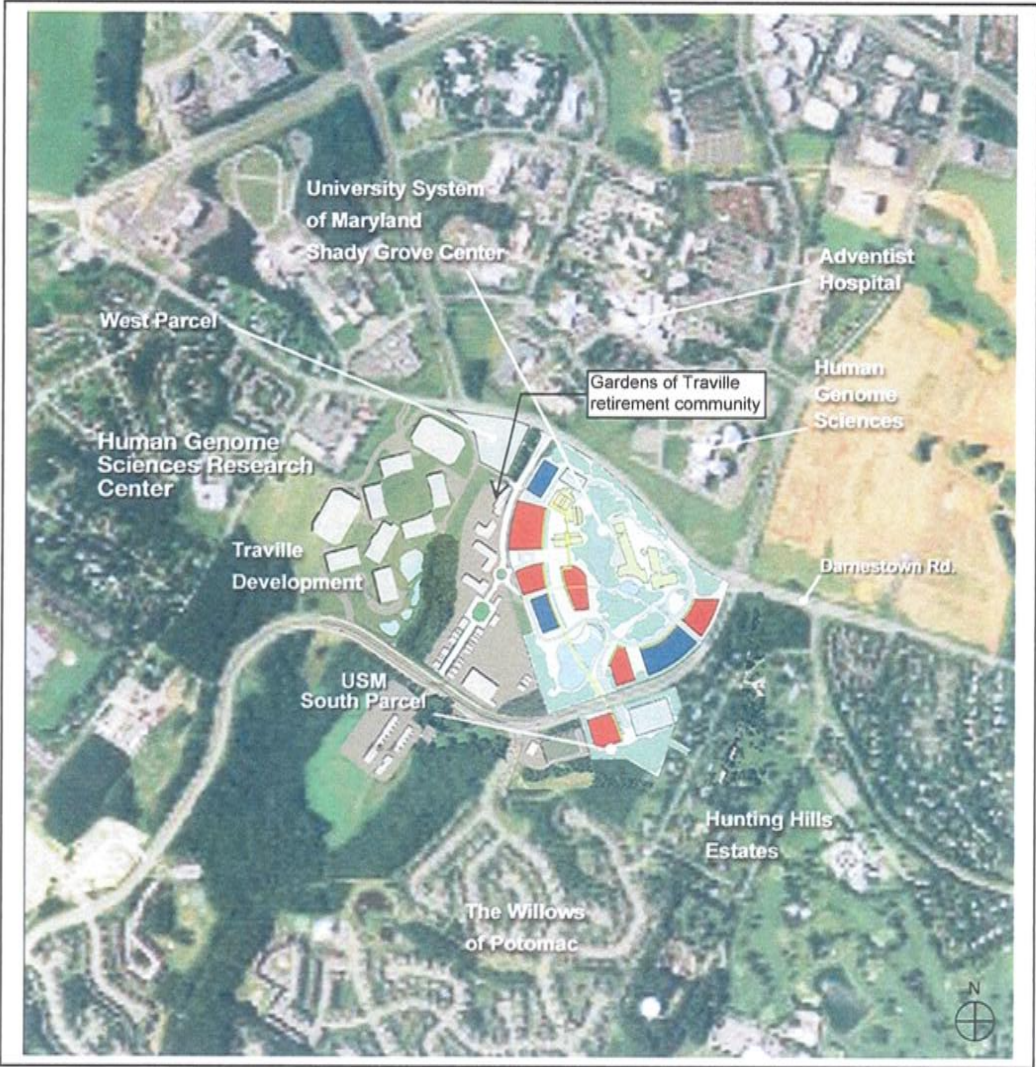 University System
of Maryland
Shady Grove Center
Adventist
Hospital
West Parcel
Human
Genome
Sciences
Gardens of Traville
retirement community
Human Genome
Sciences Research
Center
Traville
Development
Darnestown Rd.
USM
South Parcel
Hunting Hills
Estates
The Willows
of Potomac
N